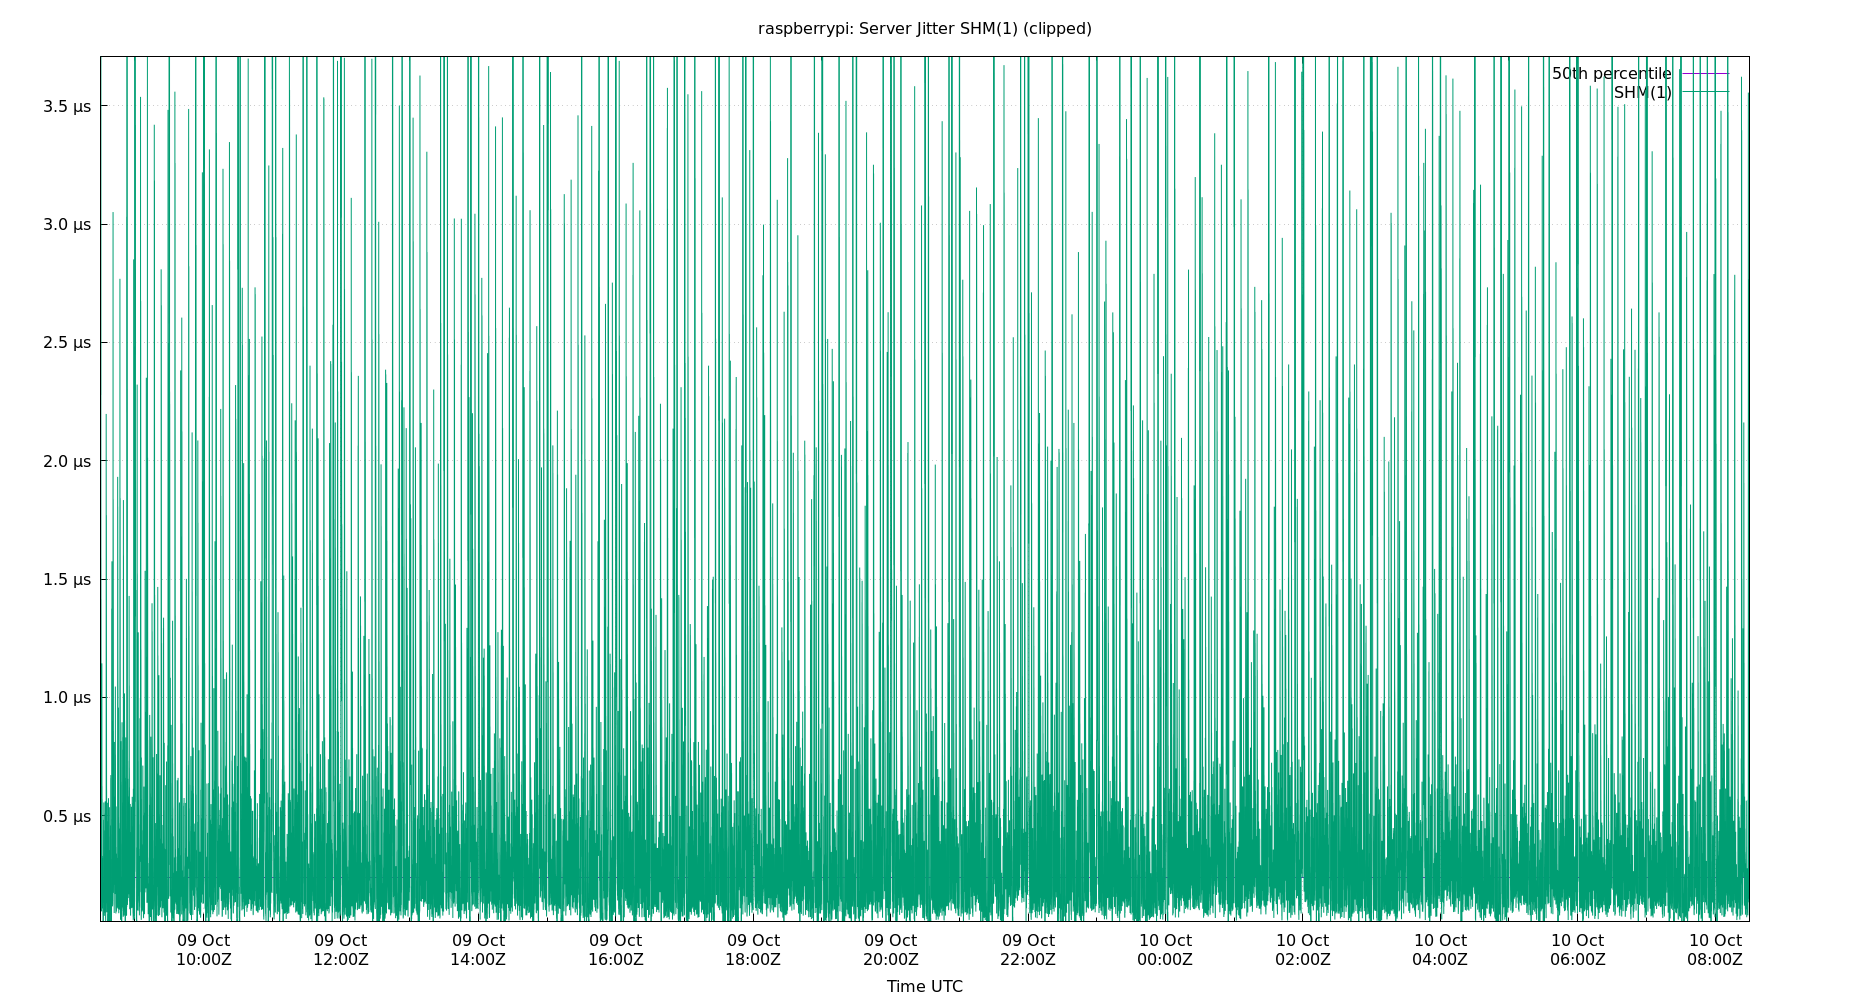 raspberrypi: Server Jitter SHM(1) (clipped)
50th percentile
SHM(1)
3.5 µs
3.0 µs
2.5 µs
2.0 µs
1.5 µs
1.0 µs
0.5 µs
09 Oct 09 Oct 09 Oct 09 Oct 09 Oct 09 Oct 09 Oct 10 Oct 10 Oct 10 Oct 10 Oct 10 Oct
10:00Z 12:00Z 14:00Z 16:00Z 18:00Z 20:00Z 22:00Z 00:00Z 02:00Z 04:00Z 06:00Z 08:00Z
Time UTC